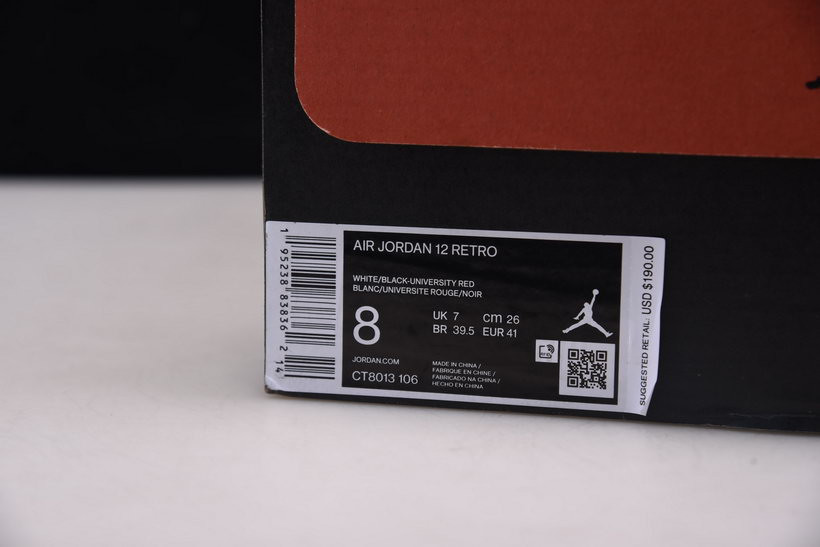 1 95238 83836 2 14
AIR JORDAN 12 RETRO
WHITE/BLACK-UNIVERSITY RED
BLANC/UNIVERSITE ROUGE/NOIR
8
UK 7 cm 26
BR 39.5 EUR 41
JORDAN.COM
CT8013 106
MADE IN CHINA /
FABRIQUE EN CHINE /
FABRICADO NA CHINA /
HECHO EN CHINA
SUGGESTED RETAIL: USD $190.00